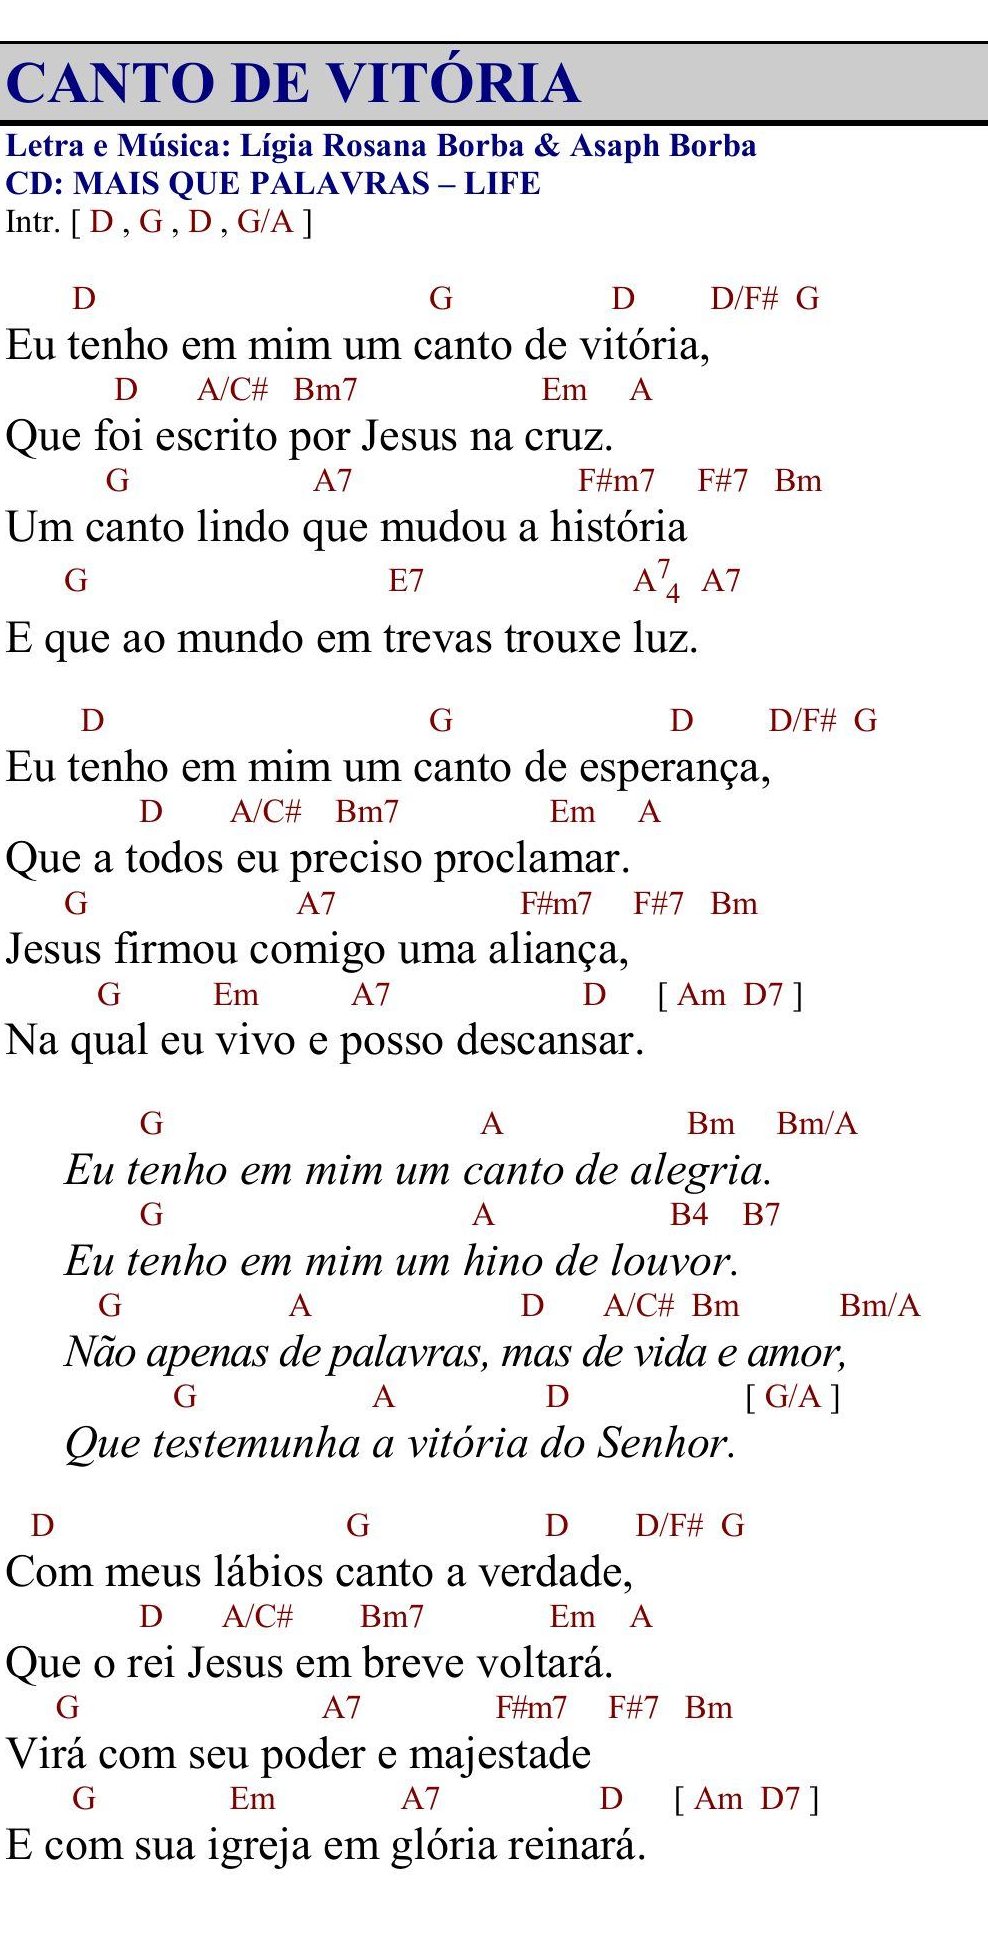 CANTO DE VITÓRIA
Letra e Música: Lígia Rosana Borba & Asaph Borba
CD: MAIS QUE PALAVRAS – LIFE
Intr. [ D , G , D , G/A ]
D G D D/F# G
Eu tenho em mim um canto de vitória,
D A/C# Bm7 Em A
Que foi escrito por Jesus na cruz.
G A7 F#m7 F#7 Bm
Um canto lindo que mudou a história
G E7 A7 4 A7
E que ao mundo em trevas trouxe luz.
D G D D/F# G
Eu tenho em mim um canto de esperança,
D A/C# Bm7 Em A
Que a todos eu preciso proclamar.
G A7 F#m7 F#7 Bm
Jesus firmou comigo uma aliança,
G Em A7 D [ Am D7 ]
Na qual eu vivo e posso descansar.
G A Bm Bm/A
Eu tenho em mim um canto de alegria.
G A B4 B7
Eu tenho em mim um hino de louvor.
G A D A/C# Bm Bm/A
Não apenas de palavras, mas de vida e amor,
G A D [ G/A ]
Que testemunha a vitória do Senhor.
D G D D/F# G
Com meus lábios canto a verdade,
D A/C# Bm7 Em A
Que o rei Jesus em breve voltará.
G A7 F#m7 F#7 Bm
Virá com seu poder e majestade
G Em A7 D [ Am D7 ]
E com sua igreja em glória reinará.